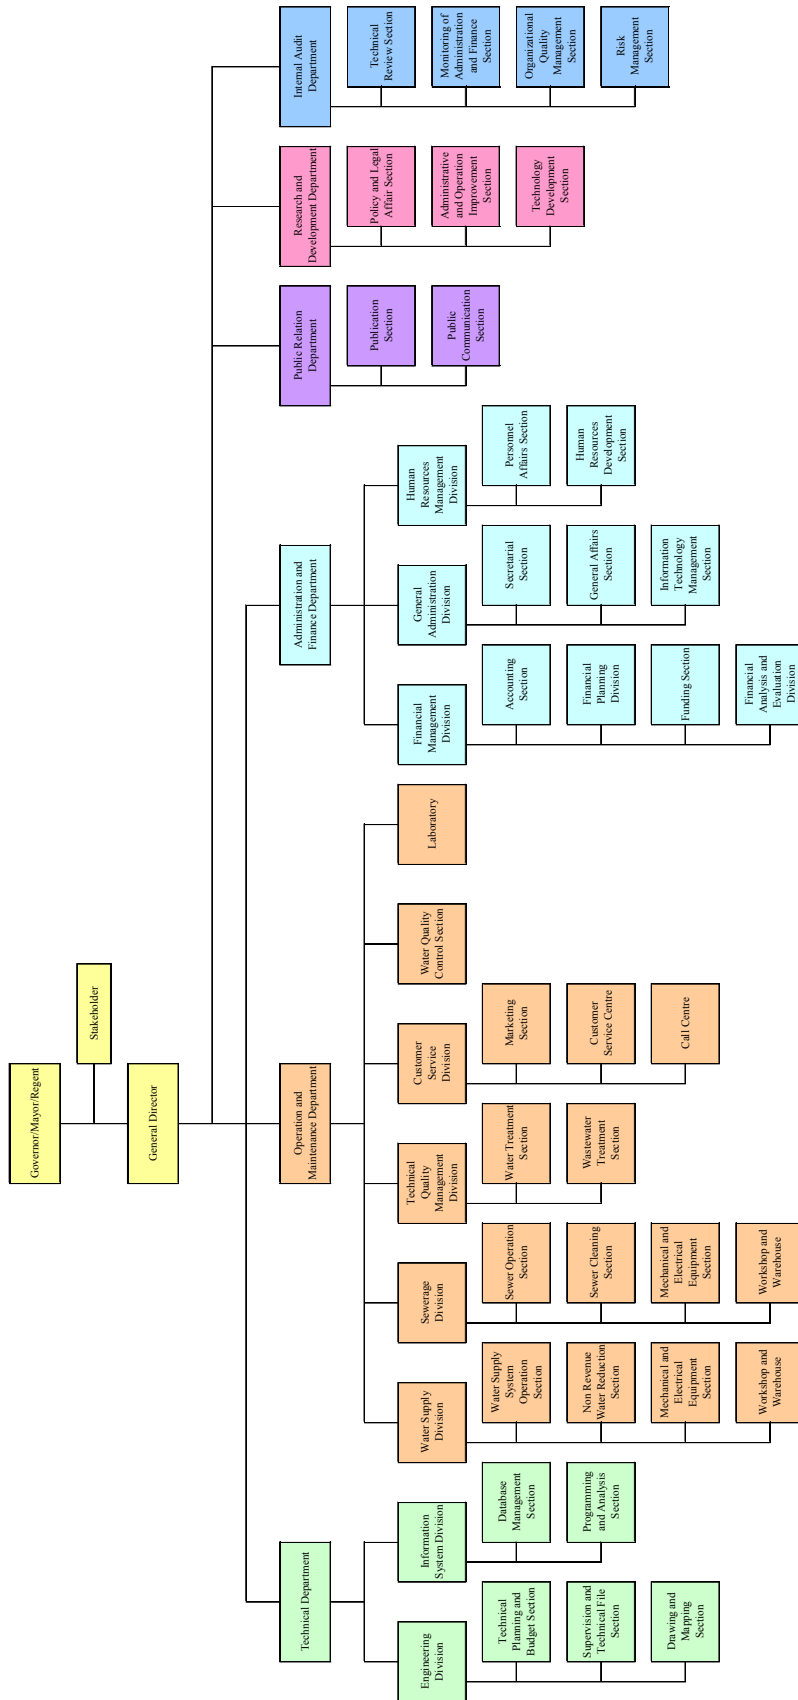 Governor/Mayor/Regent
Stakeholder
General Director
Technical Department
Operation and
Maintenance Department
Administration and
Finance Department
Public Relation
Department
Research and
Development Department
Internal Audit
Department
Engineering
Division
Technical
Planning and
Budget Section
Supervision and
Technical File
Section
Drawing and
Mapping
Section
Information
System Division
Database
Management
Section
Programming
and Analysis
Section
Water Supply
Division
Water Supply
System
Operation
Section
Non Revenue
Water Reduction
Section
Mechanical and
Electrical
Equipment
Section
Workshop and
Warehouse
Sewerage
Division
Sewer Operation
Section
Sewer Cleaning
Section
Mechanical and
Electrical
Equipment
Section
Workshop and
Warehouse
Technical
Quality
Management
Division
Water Treatment
Section
Wastewater
Treatment
Section
Customer
Service
Division
Marketing
Section
Customer
Service Centre
Call Centre
Water Quality
Control Section
Laboratory
Financial
Management
Division
Accounting
Section
Financial
Planning
Division
Funding Section
Financial
Analysis and
Evaluation
Division
General
Administration
Division
Secretarial
Section
General Affairs
Section
Information
Technology
Management
Section
Human
Resources
Management
Division
Personnel
Affairs Section
Human
Resources
Development
Section
Publication
Section
Public
Communication
Section
Policy and Legal
Affair Section
Administrative
and Operation
Improvement
Section
Technology
Development
Section
Technical
Review Section
Monitoring of
Administration
and Finance
Section
Organizational
Quality
Management
Section
Risk
Management
Section